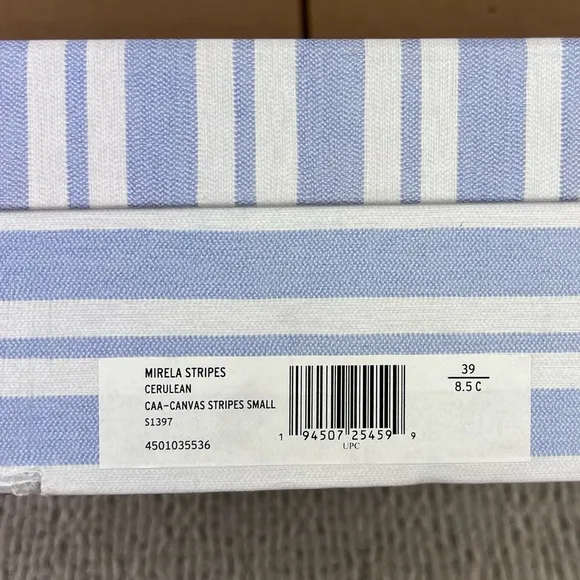 MIRELA STRIPES
CERULEAN
CAA-CANVAS STRIPES SMALL
S1397
4501035536
1 94507 25459 9
UPC
39
8.5 C